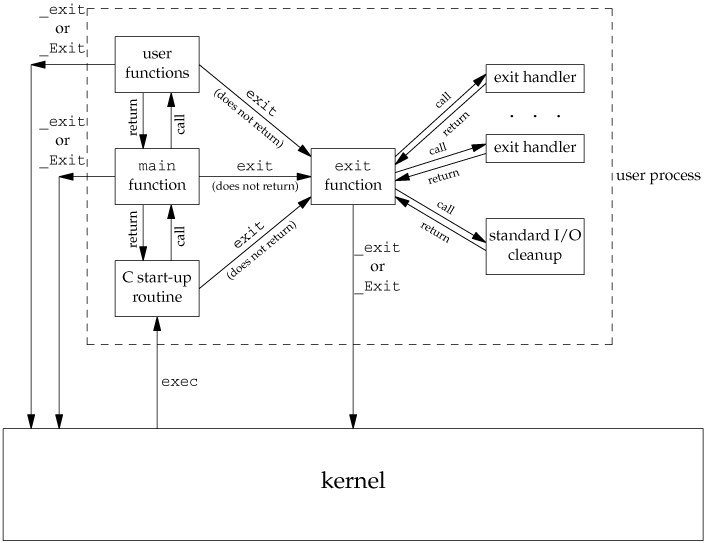 _exit
or
_Exit
user
functions
exit
(does not return)
return
call
_exit
or
_Exit
main
function
exit
(does not return)
exit
function
call
return
exit handler
. . .
call
return
exit handler
user process
return
call
exit
(does not return)
call
return
standard I/O
cleanup
C start-up
routine
_exit
or
_Exit
exec
kernel